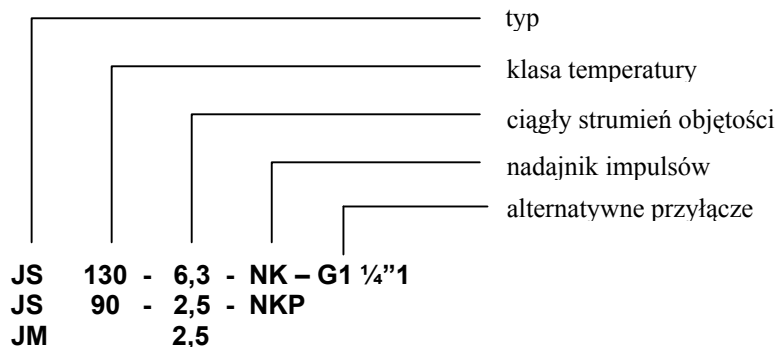 typ
klasa temperatury
ciągły strumień objętości
nadajnik impulsów
alternatywne przyłącze
JS 130 - 6,3 - NK – G1 ¼”1
JS 90 - 2,5 - NKP
JM 2,5